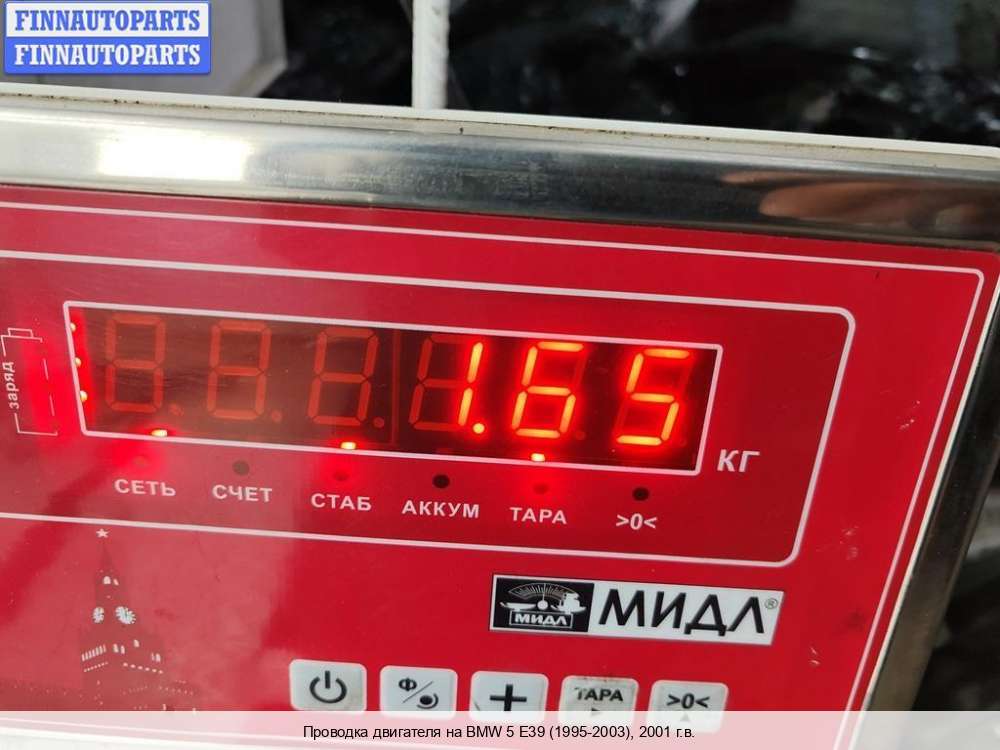 FINNAUTOPARTS
FINNAUTOPARTS
заряд
1.65
КГ
СЕТЬ СЧЕТ СТАБ АККУМ ТАРА >0<
МИДЛ МИДЛ®
Ф ТАРА >0<
Проводка двигателя на BMW 5 E39 (1995-2003), 2001 г.в.